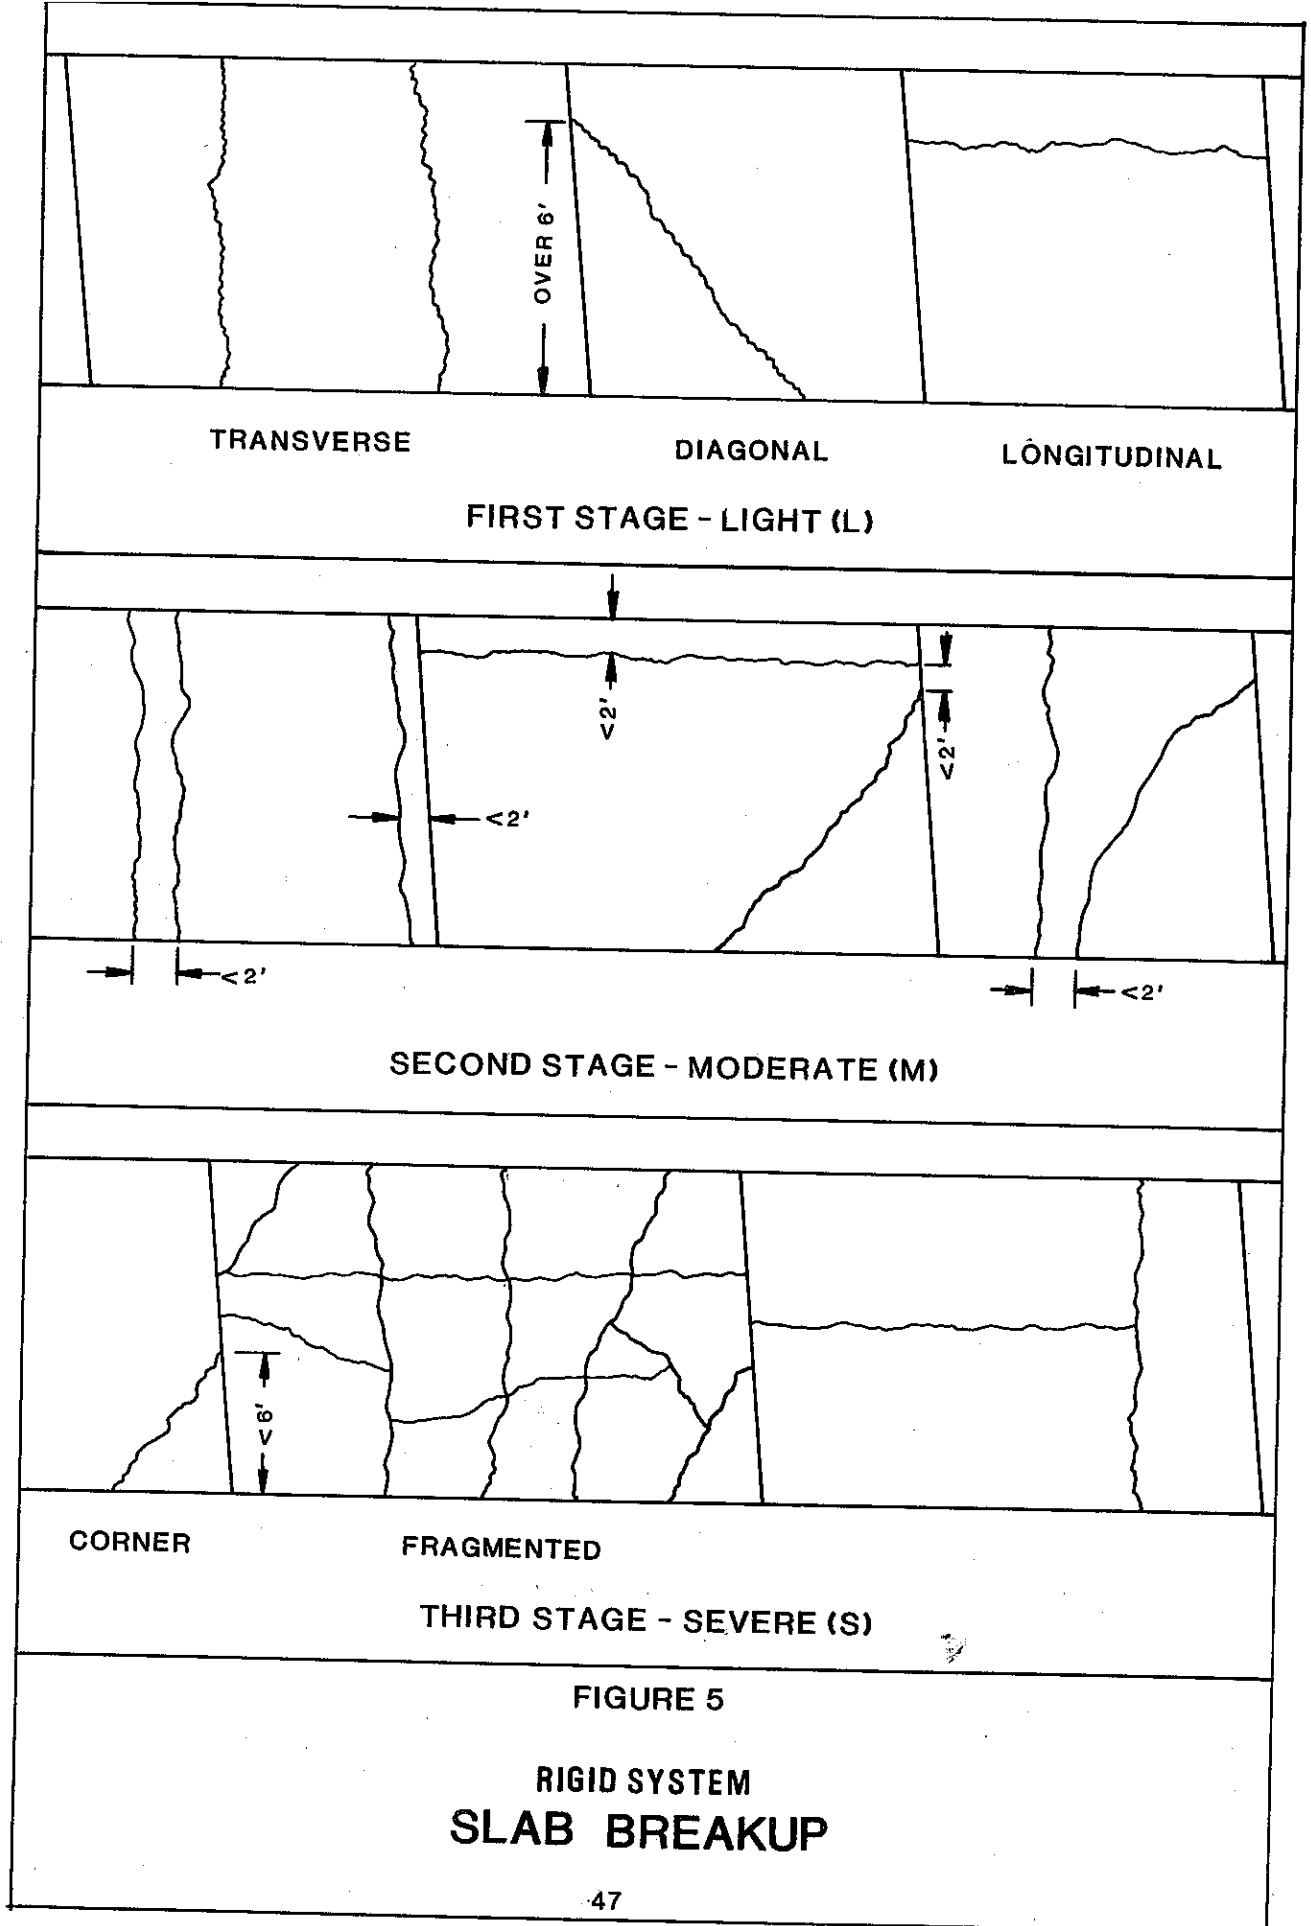 OVER 6'
TRANSVERSE
DIAGONAL
LONGITUDINAL
FIRST STAGE - LIGHT (L)
<2'
<2'
<2'
<2'
<2'
SECOND STAGE - MODERATE (M)
<6'
CORNER
FRAGMENTED
THIRD STAGE - SEVERE (S)
FIGURE 5
RIGID SYSTEM
SLAB BREAKUP
47